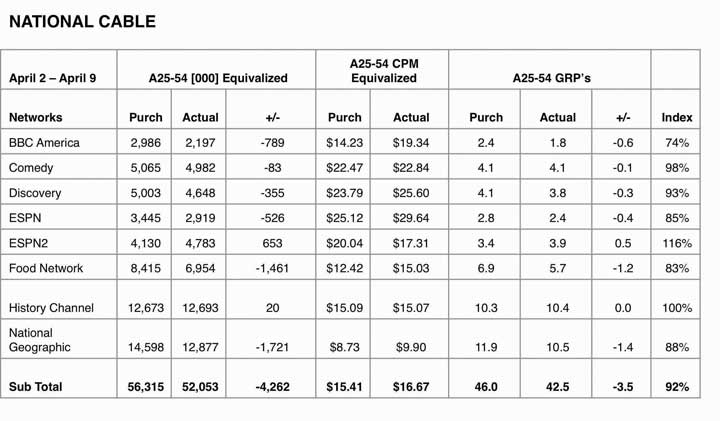 NATIONAL CABLE
April 2 – April 9 A25-54 [000] Equivalized A25-54 CPM Equivalized A25-54 GRP's
Networks Purch Actual +/- Purch Actual Purch Actual +/- Index
BBC America 2,986 2,197 -789 $14.23 $19.34 2.4 1.8 -0.6 74%
Comedy 5,065 4,982 -83 $22.47 $22.84 4.1 4.1 -0.1 98%
Discovery 5,003 4,648 -355 $23.79 $25.60 4.1 3.8 -0.3 93%
ESPN 3,445 2,919 -526 $25.12 $29.64 2.8 2.4 -0.4 85%
ESPN2 4,130 4,783 653 $20.04 $17.31 3.4 3.9 0.5 116%
Food Network 8,415 6,954 -1,461 $12.42 $15.03 6.9 5.7 -1.2 83%
History Channel 12,673 12,693 20 $15.09 $15.07 10.3 10.4 0.0 100%
National Geographic 14,598 12,877 -1,721 $8.73 $9.90 11.9 10.5 -1.4 88%
Sub Total 56,315 52,053 -4,262 $15.41 $16.67 46.0 42.5 -3.5 92%